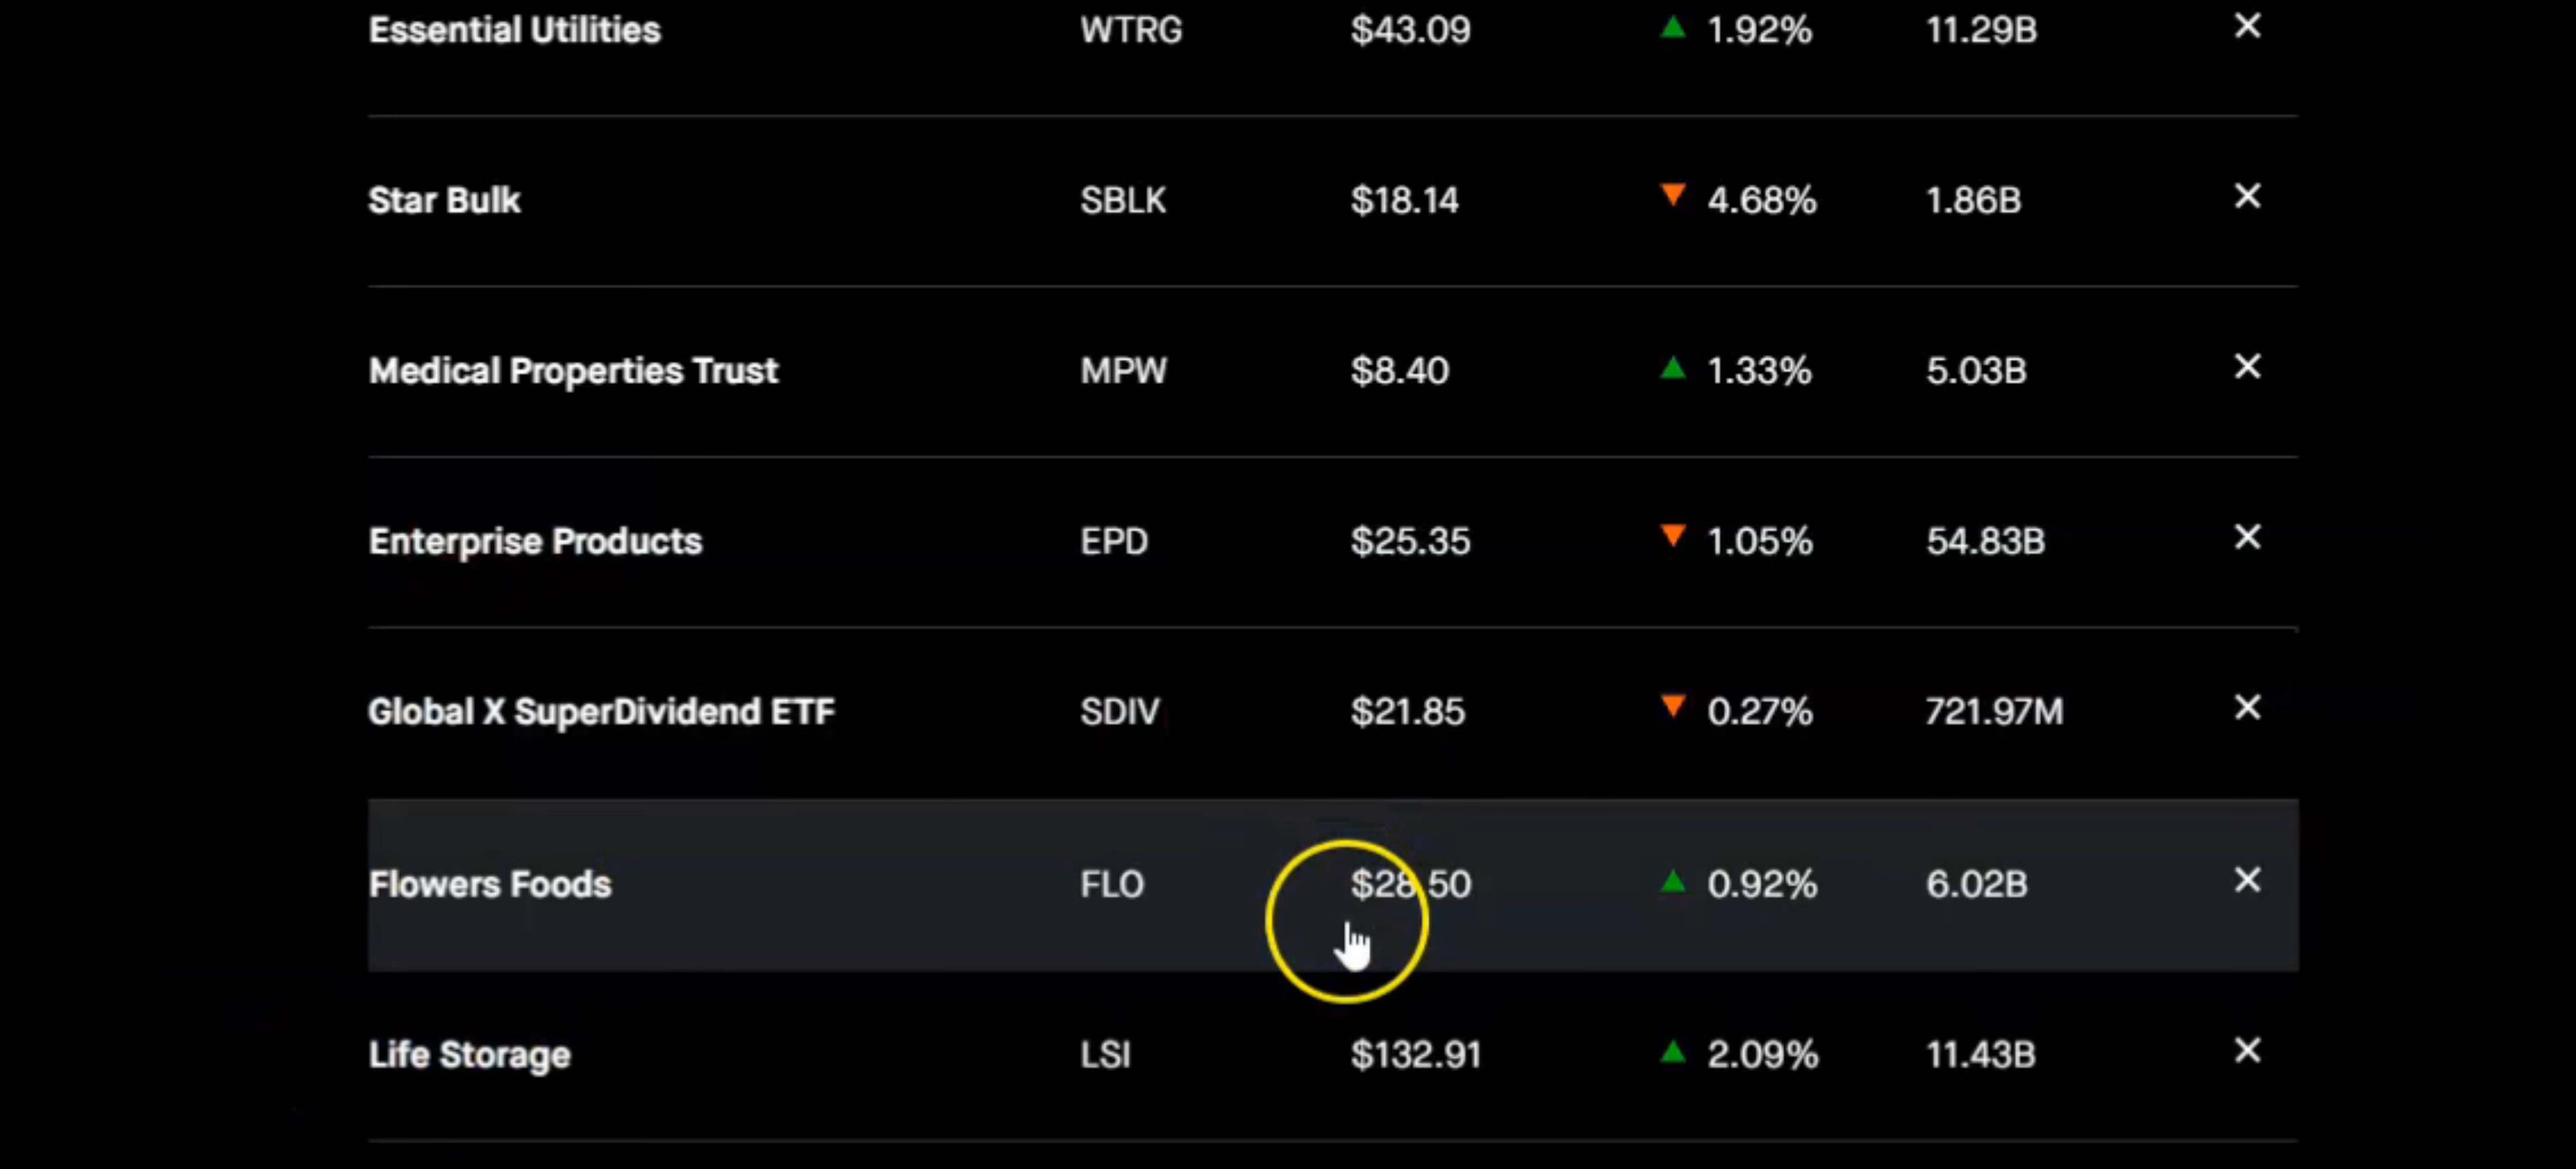 Essential Utilities WTRG $43.09 ▲ 1.92% 11.29B ✕
Star Bulk SBLK $18.14 ▼ 4.68% 1.86B ✕
Medical Properties Trust MPW $8.40 ▲ 1.33% 5.03B ✕
Enterprise Products EPD $25.35 ▼ 1.05% 54.83B ✕
Global X SuperDividend ETF SDIV $21.85 ▼ 0.27% 721.97M ✕
Flowers Foods FLO $28.50 ▲ 0.92% 6.02B ✕
Life Storage LSI $132.91 ▲ 2.09% 11.43B ✕